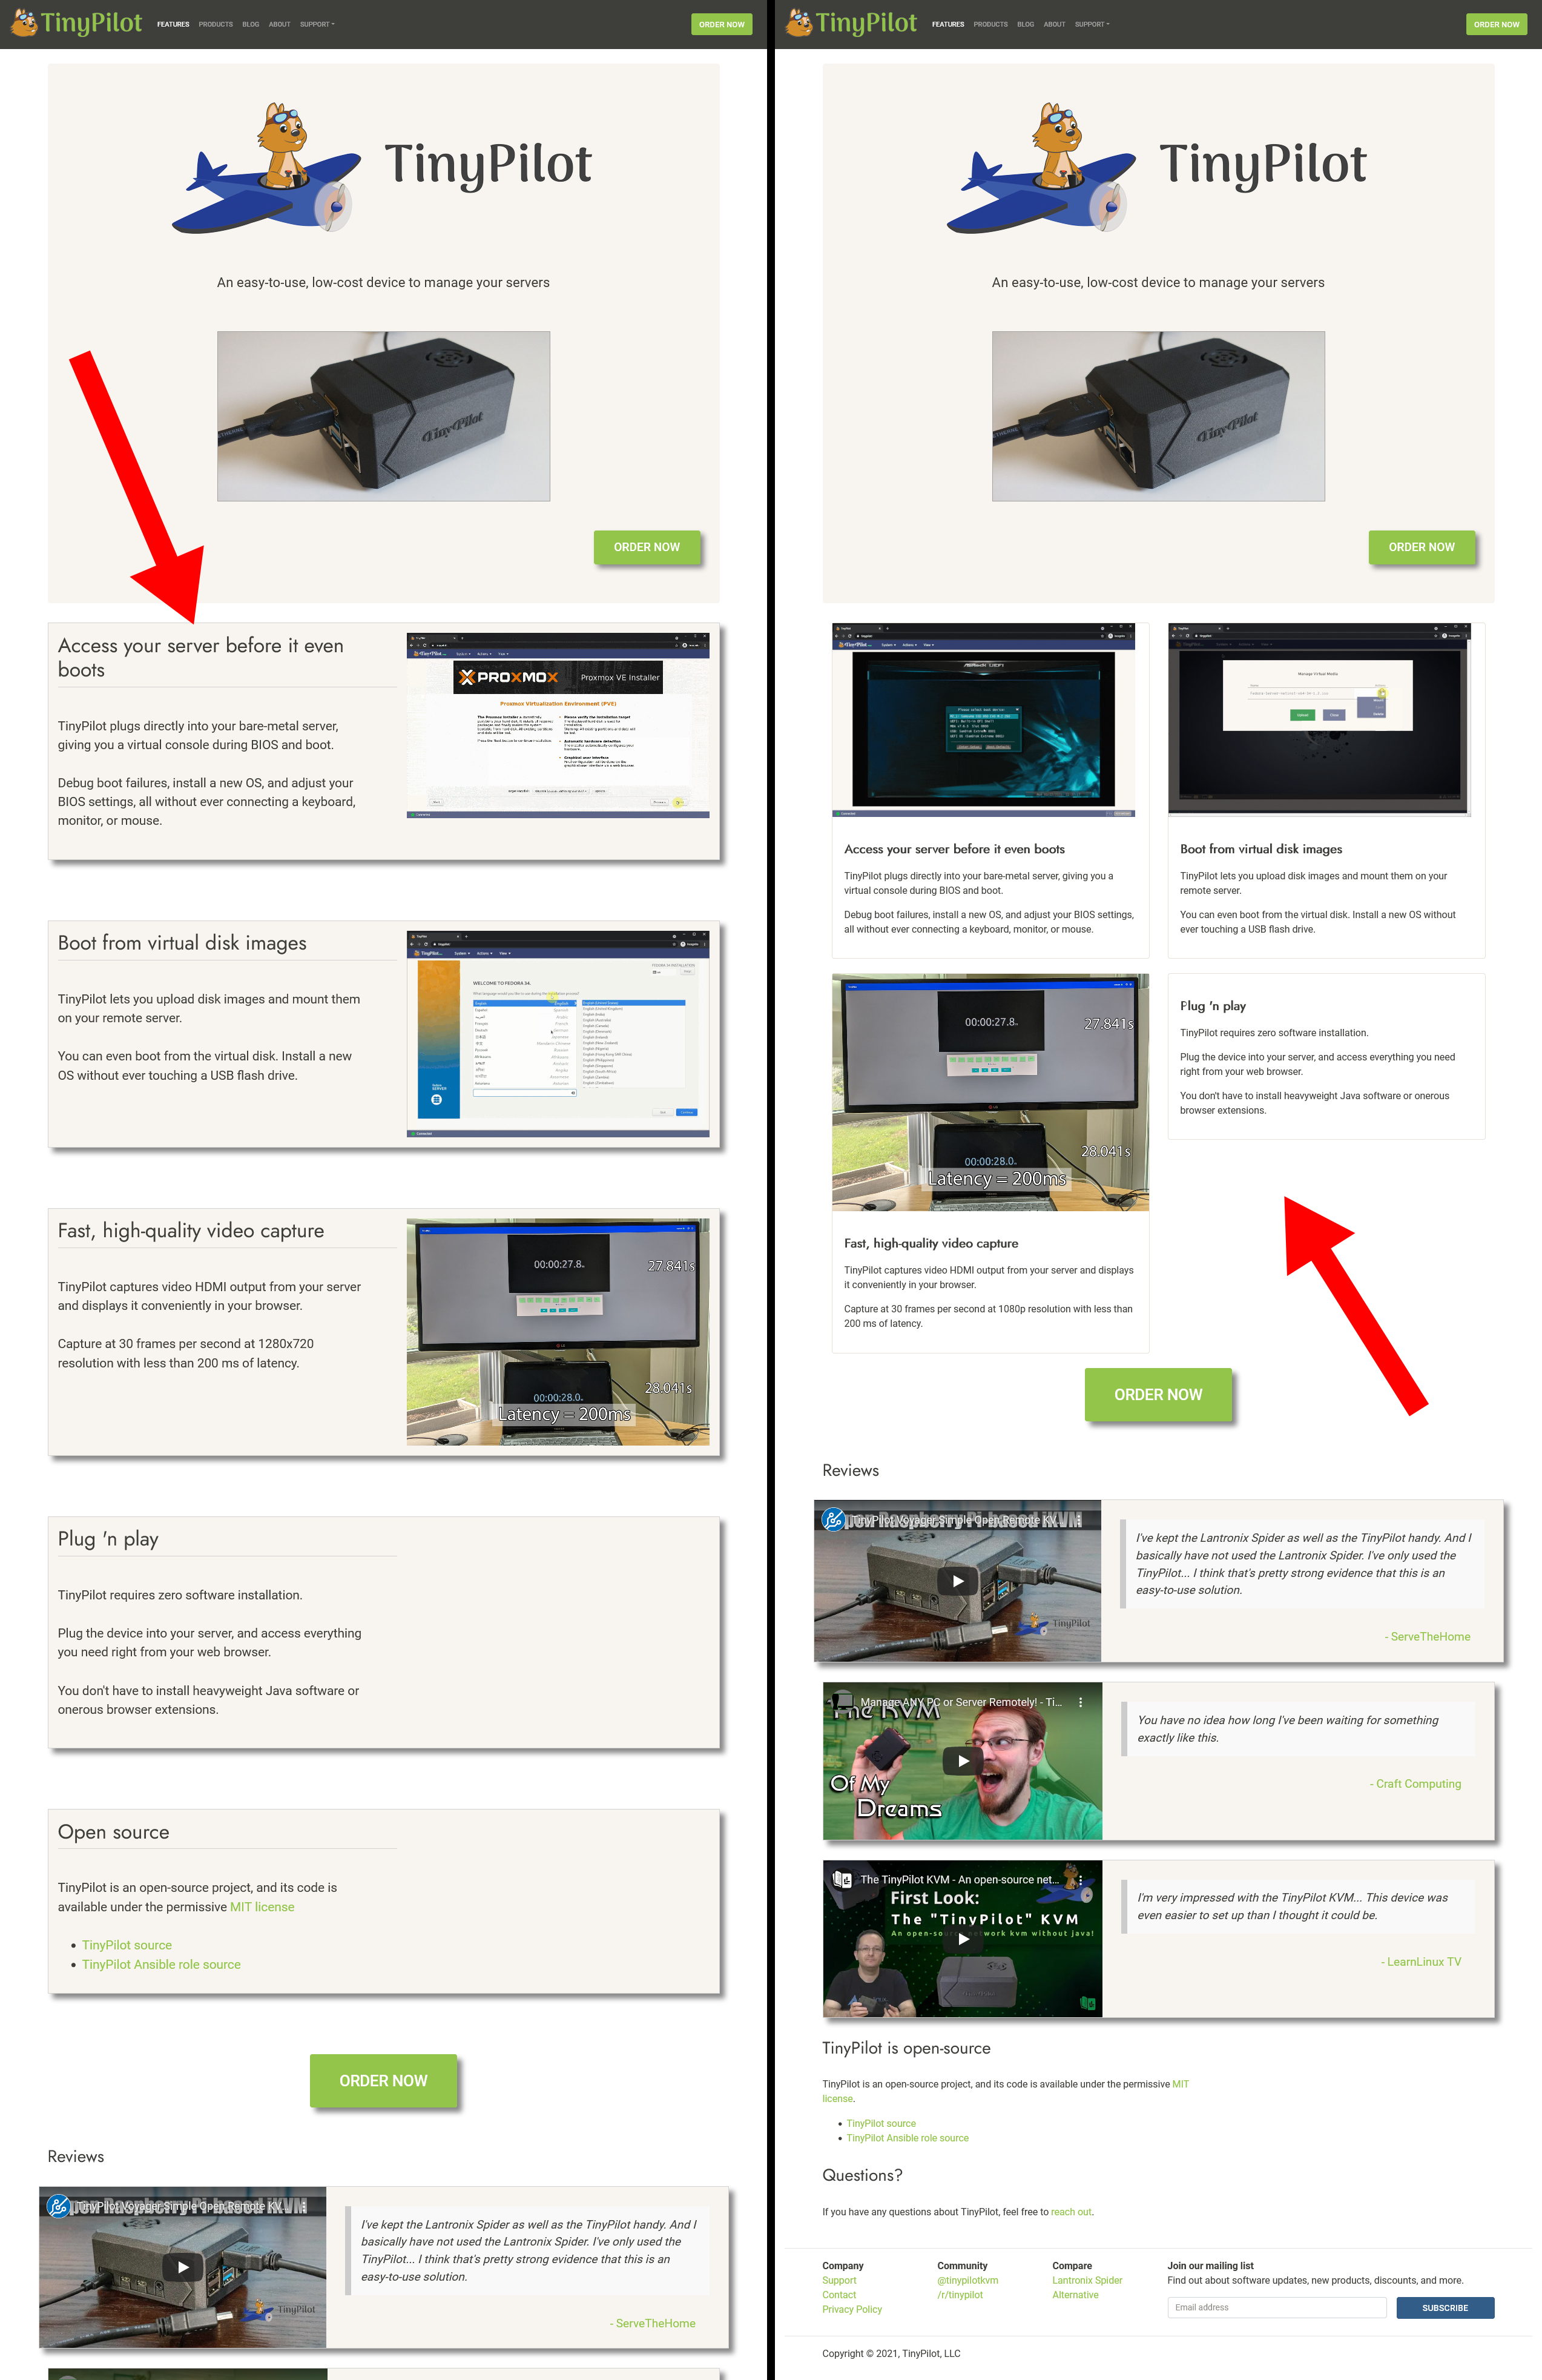 TinyPilot FEATURES PRODUCTS BLOG ABOUT SUPPORT ORDER NOW
TinyPilot
An easy-to-use, low-cost device to manage your servers
TinyPilot
ORDER NOW
Access your server before it even
boots
TinyPilot plugs directly into your bare-metal server,
giving you a virtual console during BIOS and boot.
Debug boot failures, install a new OS, and adjust your
BIOS settings, all without ever connecting a keyboard,
monitor, or mouse.
PROXMOX Proxmox VE Installer
Proxmox Virtualization Environment (PVE)
Boot from virtual disk images
TinyPilot lets you upload disk images and mount them
on your remote server.
You can even boot from the virtual disk. Install a new
OS without ever touching a USB flash drive.
WELCOME TO FEDORA 34.
Fast, high-quality video capture
TinyPilot captures video HDMI output from your server
and displays it conveniently in your browser.
Capture at 30 frames per second at 1280x720
resolution with less than 200 ms of latency.
00:00:27.8
27.841s
28.041s
00:00:28.0
Latency = 200ms
Plug 'n play
TinyPilot requires zero software installation.
Plug the device into your server, and access everything
you need right from your web browser.
You don't have to install heavyweight Java software or
onerous browser extensions.
Open source
TinyPilot is an open-source project, and its code is
available under the permissive MIT license
TinyPilot source
TinyPilot Ansible role source
ORDER NOW
Reviews
TinyPilot Voyager Simple Open Remote KV...
TinyPilot
I've kept the Lantronix Spider as well as the TinyPilot handy. And I
basically have not used the Lantronix Spider. I've only used the
TinyPilot... I think that's pretty strong evidence that this is an
easy-to-use solution.
- ServeTheHome
TinyPilot FEATURES PRODUCTS BLOG ABOUT SUPPORT ORDER NOW
TinyPilot
An easy-to-use, low-cost device to manage your servers
TinyPilot
ORDER NOW
Access your server before it even boots
TinyPilot plugs directly into your bare-metal server, giving you a
virtual console during BIOS and boot.
Debug boot failures, install a new OS, and adjust your BIOS settings,
all without ever connecting a keyboard, monitor, or mouse.
Manage Virtual Media
Boot from virtual disk images
TinyPilot lets you upload disk images and mount them on your
remote server.
You can even boot from the virtual disk. Install a new OS without
ever touching a USB flash drive.
00:00:27.8
27.841s
28.041s
00:00:28.0
Latency = 200ms
Fast, high-quality video capture
TinyPilot captures video HDMI output from your server and displays
it conveniently in your browser.
Capture at 30 frames per second at 1080p resolution with less than
200 ms of latency.
Plug 'n play
TinyPilot requires zero software installation.
Plug the device into your server, and access everything you need
right from your web browser.
You don't have to install heavyweight Java software or onerous
browser extensions.
ORDER NOW
Reviews
TinyPilot Voyager Simple Open Remote KV...
TinyPilot
I've kept the Lantronix Spider as well as the TinyPilot handy. And I
basically have not used the Lantronix Spider. I've only used the
TinyPilot... I think that's pretty strong evidence that this is an
easy-to-use solution.
- ServeTheHome
Manage ANY PC or Server Remotely! - Ti...
The KVM
Of My
Dreams
You have no idea how long I've been waiting for something
exactly like this.
- Craft Computing
The TinyPilot KVM - An open-source net...
First Look:
The "TinyPilot" KVM
An open-source network kvm without java!
I'm very impressed with the TinyPilot KVM... This device was
even easier to set up than I thought it could be.
- LearnLinux TV
TinyPilot is open-source
TinyPilot is an open-source project, and its code is available under the permissive MIT
license.
TinyPilot source
TinyPilot Ansible role source
Questions?
If you have any questions about TinyPilot, feel free to reach out.
Company
Support
Contact
Privacy Policy
Community
@tinypilotkvm
/r/tinypilot
Compare
Lantronix Spider
Alternative
Join our mailing list
Find out about software updates, new products, discounts, and more.
Email address SUBSCRIBE
Copyright © 2021, TinyPilot, LLC